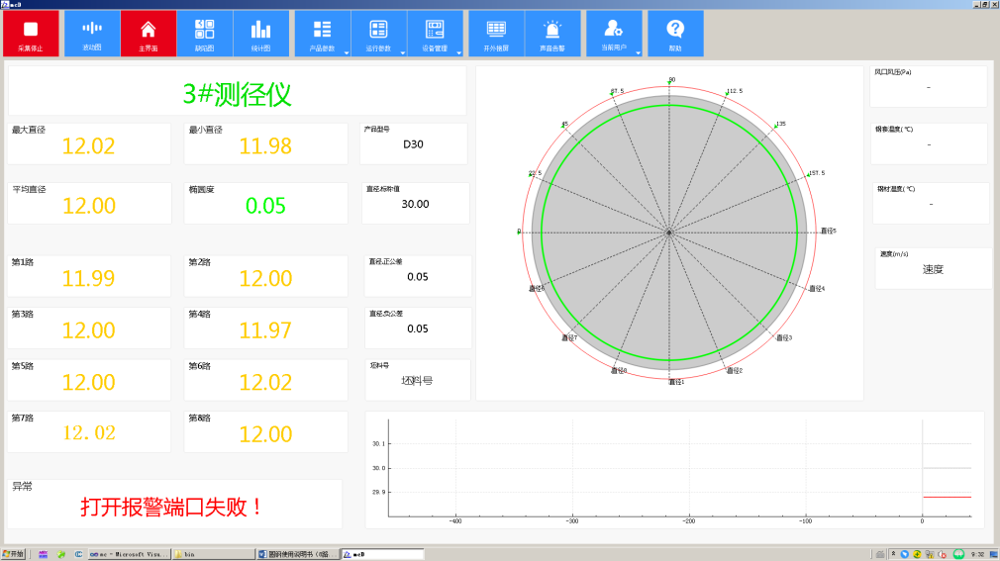 mcD
采集停止
波动图
主界面
缺陷图
统计图
产品参数
运行参数
设备管理
开外接屏
声音告警
当前用户
帮助
3#测径仪
最大直径
12.02
最小直径
11.98
产品型号
D30
平均直径
12.00
椭圆度
0.05
直径标称值
30.00
第1路
11.99
第2路
12.00
直径正公差
0.05
第3路
12.00
第4路
11.97
直径负公差
0.05
第5路
12.00
第6路
12.02
坯料号
坯料号
第7路
12.02
第8路
12.00
异常
打开报警端口失败！
90
67.5
112.5
45
135
22.5
157.5
0
直径5
直径6
直径4
直径7
直径3
直径8
直径2
直径1
风口风压(Pa)
-
铜套温度(℃)
-
钢材温度(℃)
-
速度(m/s)
速度
30.1
30.0
29.9
-400
-300
-200
-100
0
开始
mc - Microsoft Visu...
bin
mcD
9:32